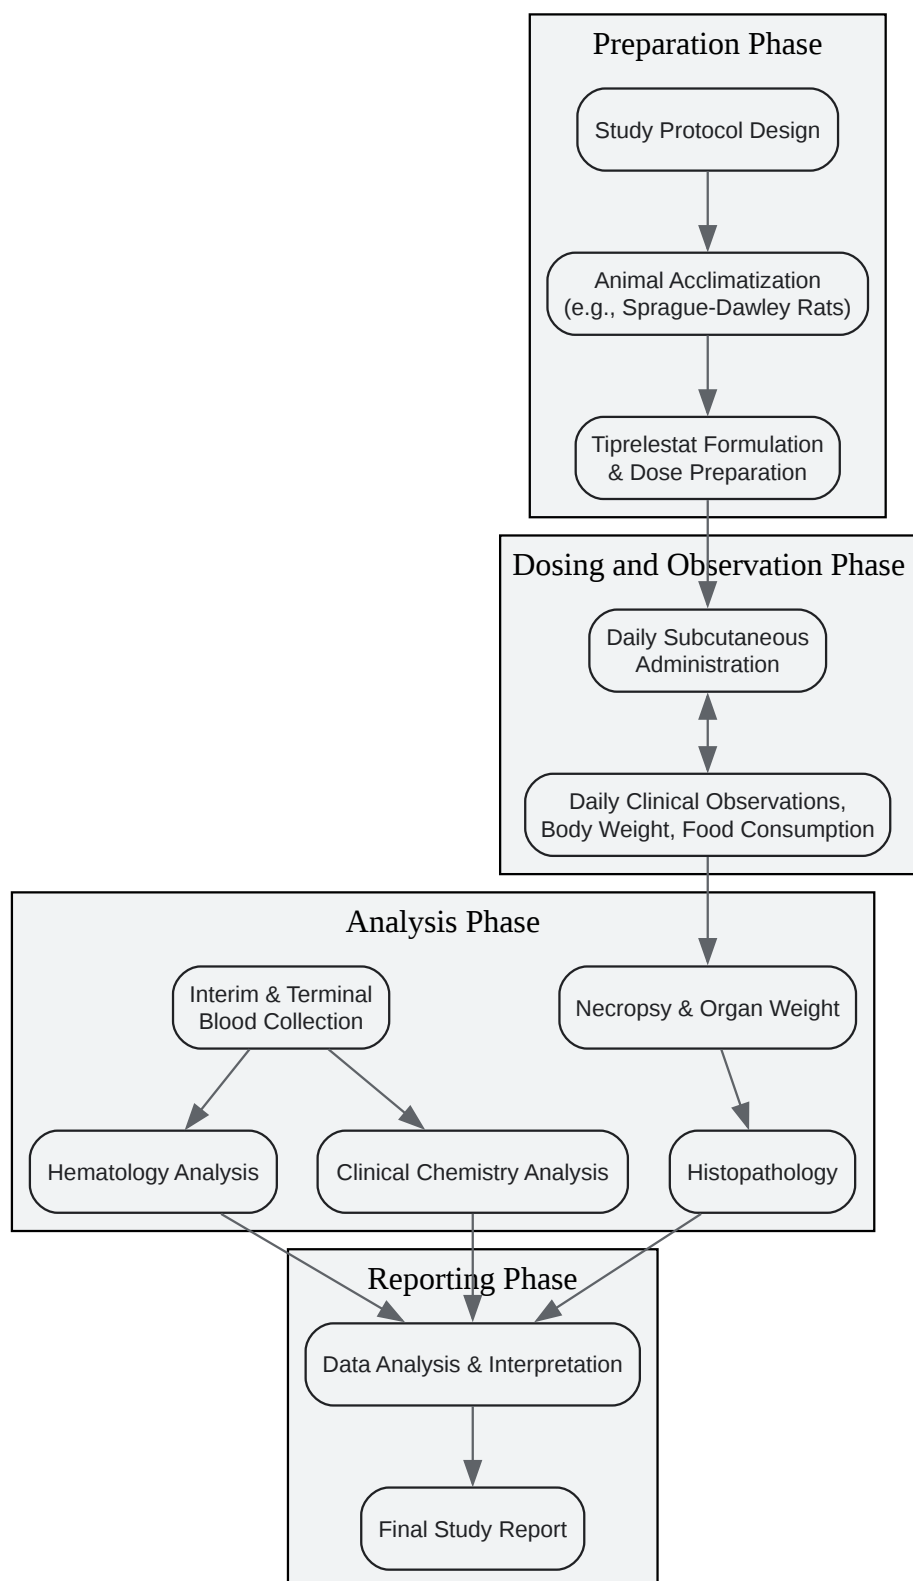 Preparation Phase
Study Protocol Design
Animal Acclimatization
(e.g., Sprague-Dawley Rats)
Tiprelestat Formulation
& Dose Preparation
Dosing and Observation Phase
Daily Subcutaneous
Administration
Daily Clinical Observations,
Body Weight, Food Consumption
Analysis Phase
Interim & Terminal
Blood Collection
Necropsy & Organ Weight
Hematology Analysis
Clinical Chemistry Analysis
Histopathology
Reporting Phase
Data Analysis & Interpretation
Final Study Report